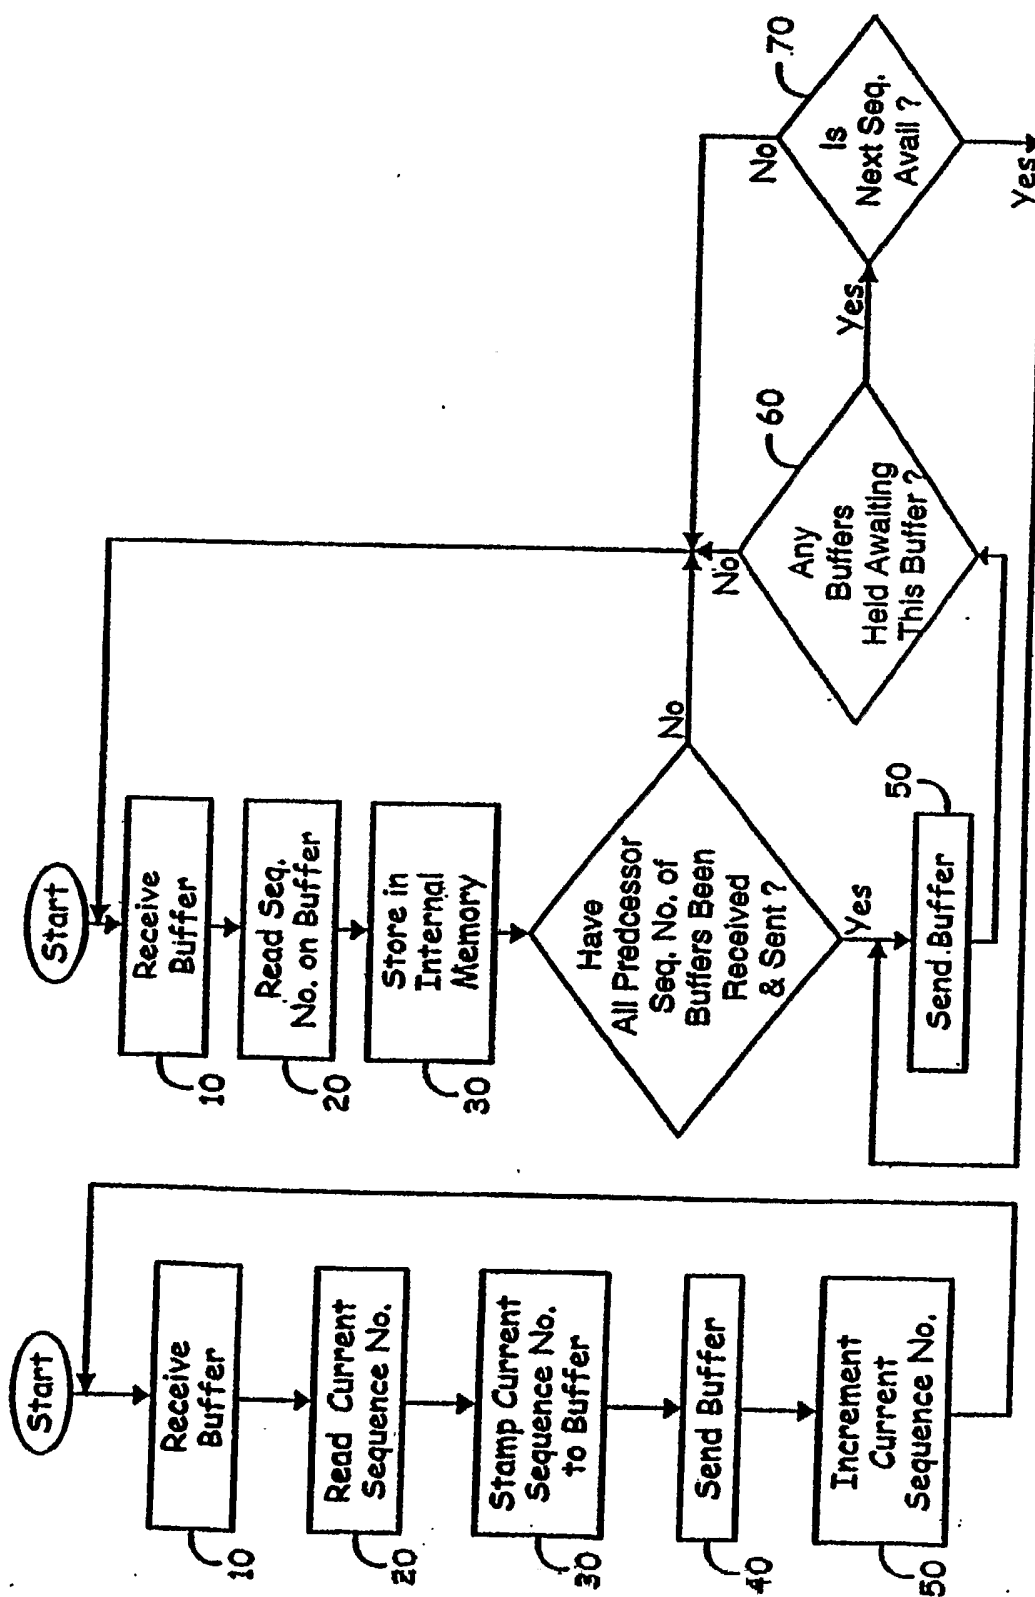 Start
Receive
Buffer
10
Read Current
Sequence No.
20
Stamp Current
Sequence No.
to Buffer
30
Send Buffer
40
Increment
Current
Sequence No.
50
Start
Receive
Buffer
10
Read Seq.
No. on Buffer
20
Store in
Internal
Memory
30
Have
All Predcessor
Seq. No. of
Buffers Been
Received
& Sent ?
No
Yes
Send.Buffer
50
Any
Buffers
Held Awaiting
This Buffer ?
60
No
Yes
Is
Next Seq.
Avail ?
70
No
Yes